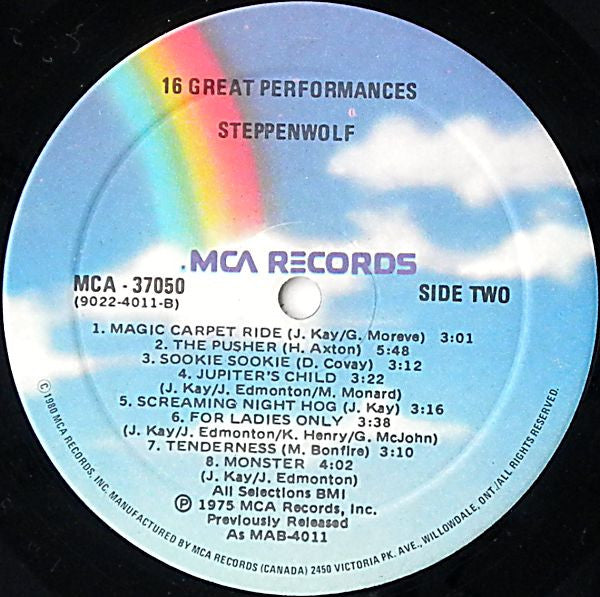 16 GREAT PERFORMANCES
STEPPENWOLF
MCA RECORDS
MCA - 37050
(9022-4011-B)
SIDE TWO
1. MAGIC CARPET RIDE (J. Kay/G. Moreve) 3:01
2. THE PUSHER (H. Axton) 5:48
3. SOOKIE SOOKIE (D. Covay) 3:12
4. JUPITER'S CHILD 3:22
(J. Kay/J. Edmonton/M. Monard)
5. SCREAMING NIGHT HOG (J. Kay) 3:16
6. FOR LADIES ONLY 3:38
(J. Kay/J. Edmonton/K. Henry/G. McJohn)
7. TENDERNESS (M. Bonfire) 3:10
8. MONSTER 4:02
(J. Kay/J. Edmonton)
All Selections BMI
Ⓟ 1975 MCA Records, Inc.
Previously Released
As MAB-4011
©1980 MCA RECORDS, INC. MANUFACTURED BY MCA RECORDS (CANADA) 2450 VICTORIA PK. AVE., WILLOWDALE, ONT./ALL RIGHTS RESERVED.